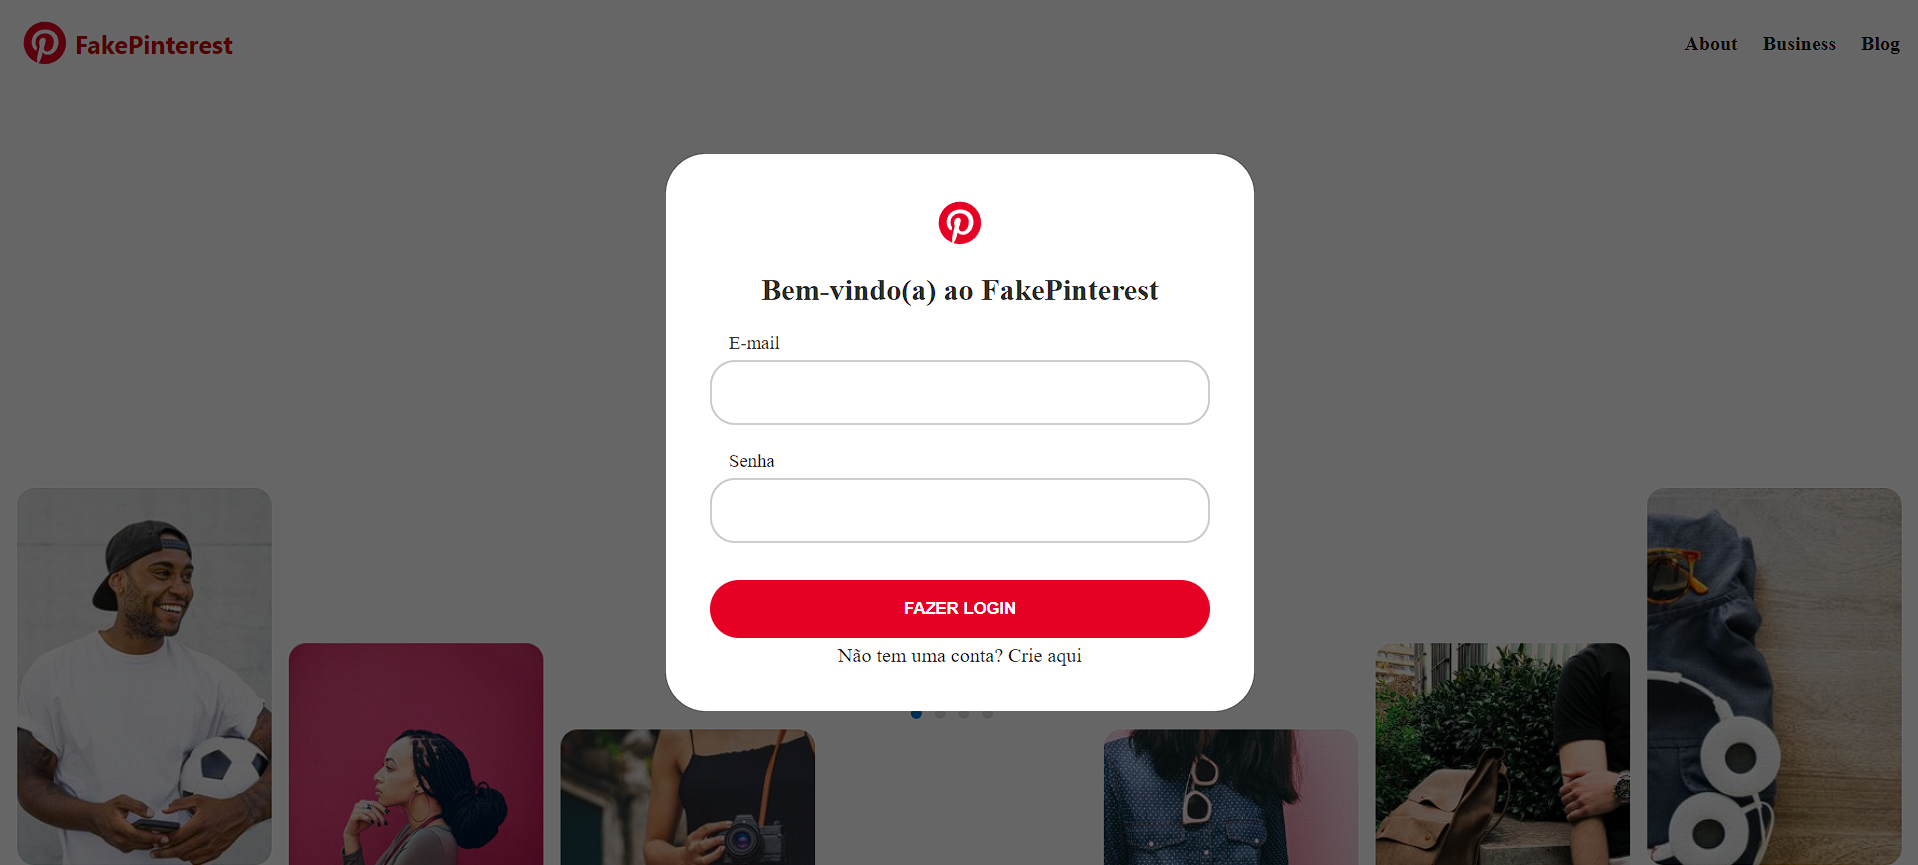 FakePinterest
About Business Blog
Bem-vindo(a) ao FakePinterest
E-mail
Senha
FAZER LOGIN
Não tem uma conta? Crie aqui